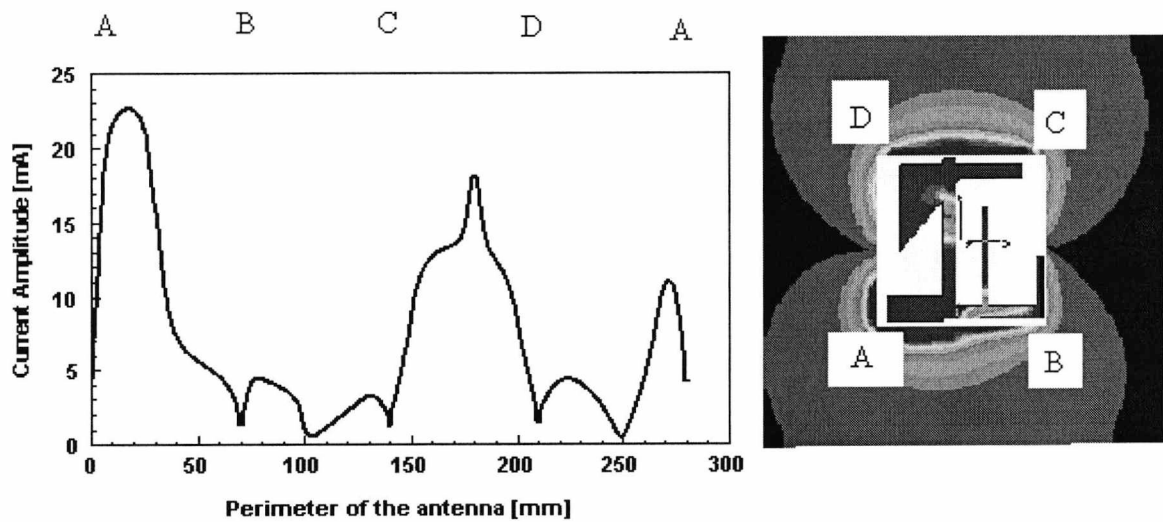 A B C D A
25
20
15
10
5
0
Current Amplitude [mA]
0 50 100 150 200 250 300
Perimeter of the antenna [mm]
D C
A B